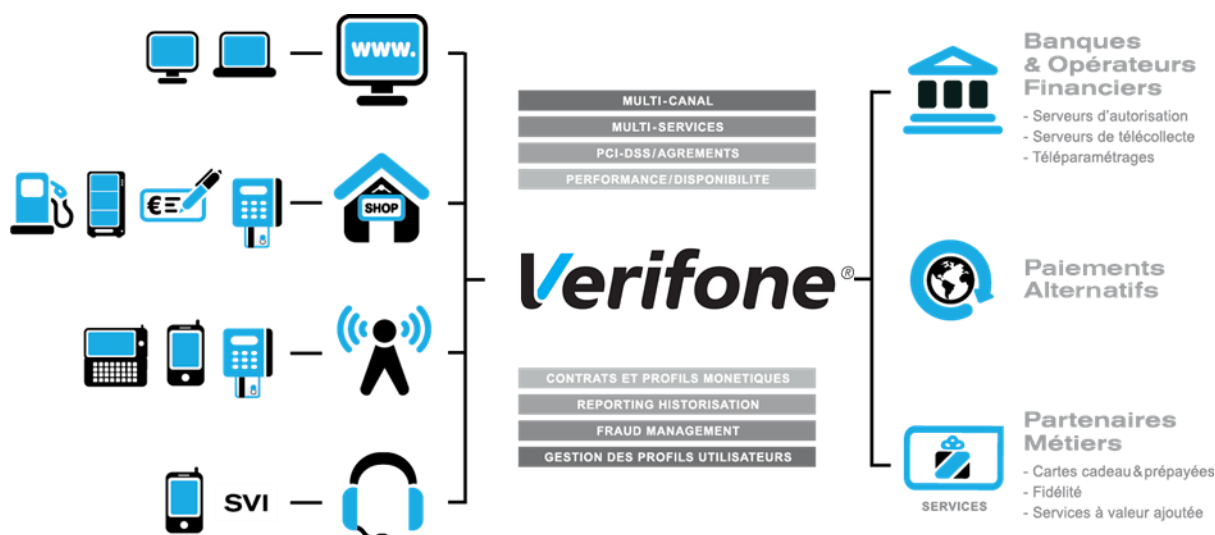 www.
€
SHOP
SVI
MULTI-CANAL
MULTI-SERVICES
PCI-DSS/AGREMENTS
PERFORMANCE/DISPONIBILITE
Verifone®
CONTRATS ET PROFILS MONETIQUES
REPORTING HISTORISATION
FRAUD MANAGEMENT
GESTION DES PROFILS UTILISATEURS
Banques
& Opérateurs
Financiers
- Serveurs d'autorisation
- Serveurs de télécollecte
- Téléparamétrages
Paiements
Alternatifs
SERVICES
Partenaires
Métiers
- Cartes cadeau&prépayées
- Fidélité
- Services à valeur ajoutée